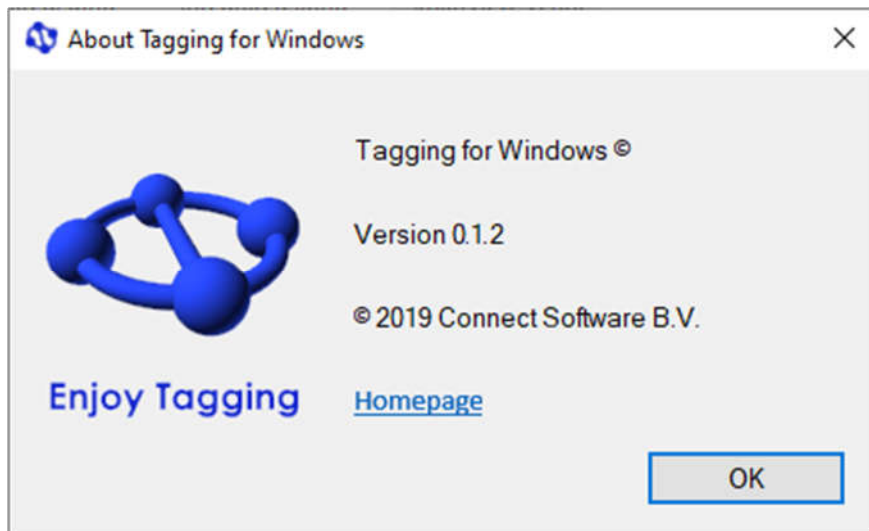 About Tagging for Windows
Tagging for Windows ©
Version 0.1.2
© 2019 Connect Software B.V.
Enjoy Tagging
Homepage
OK